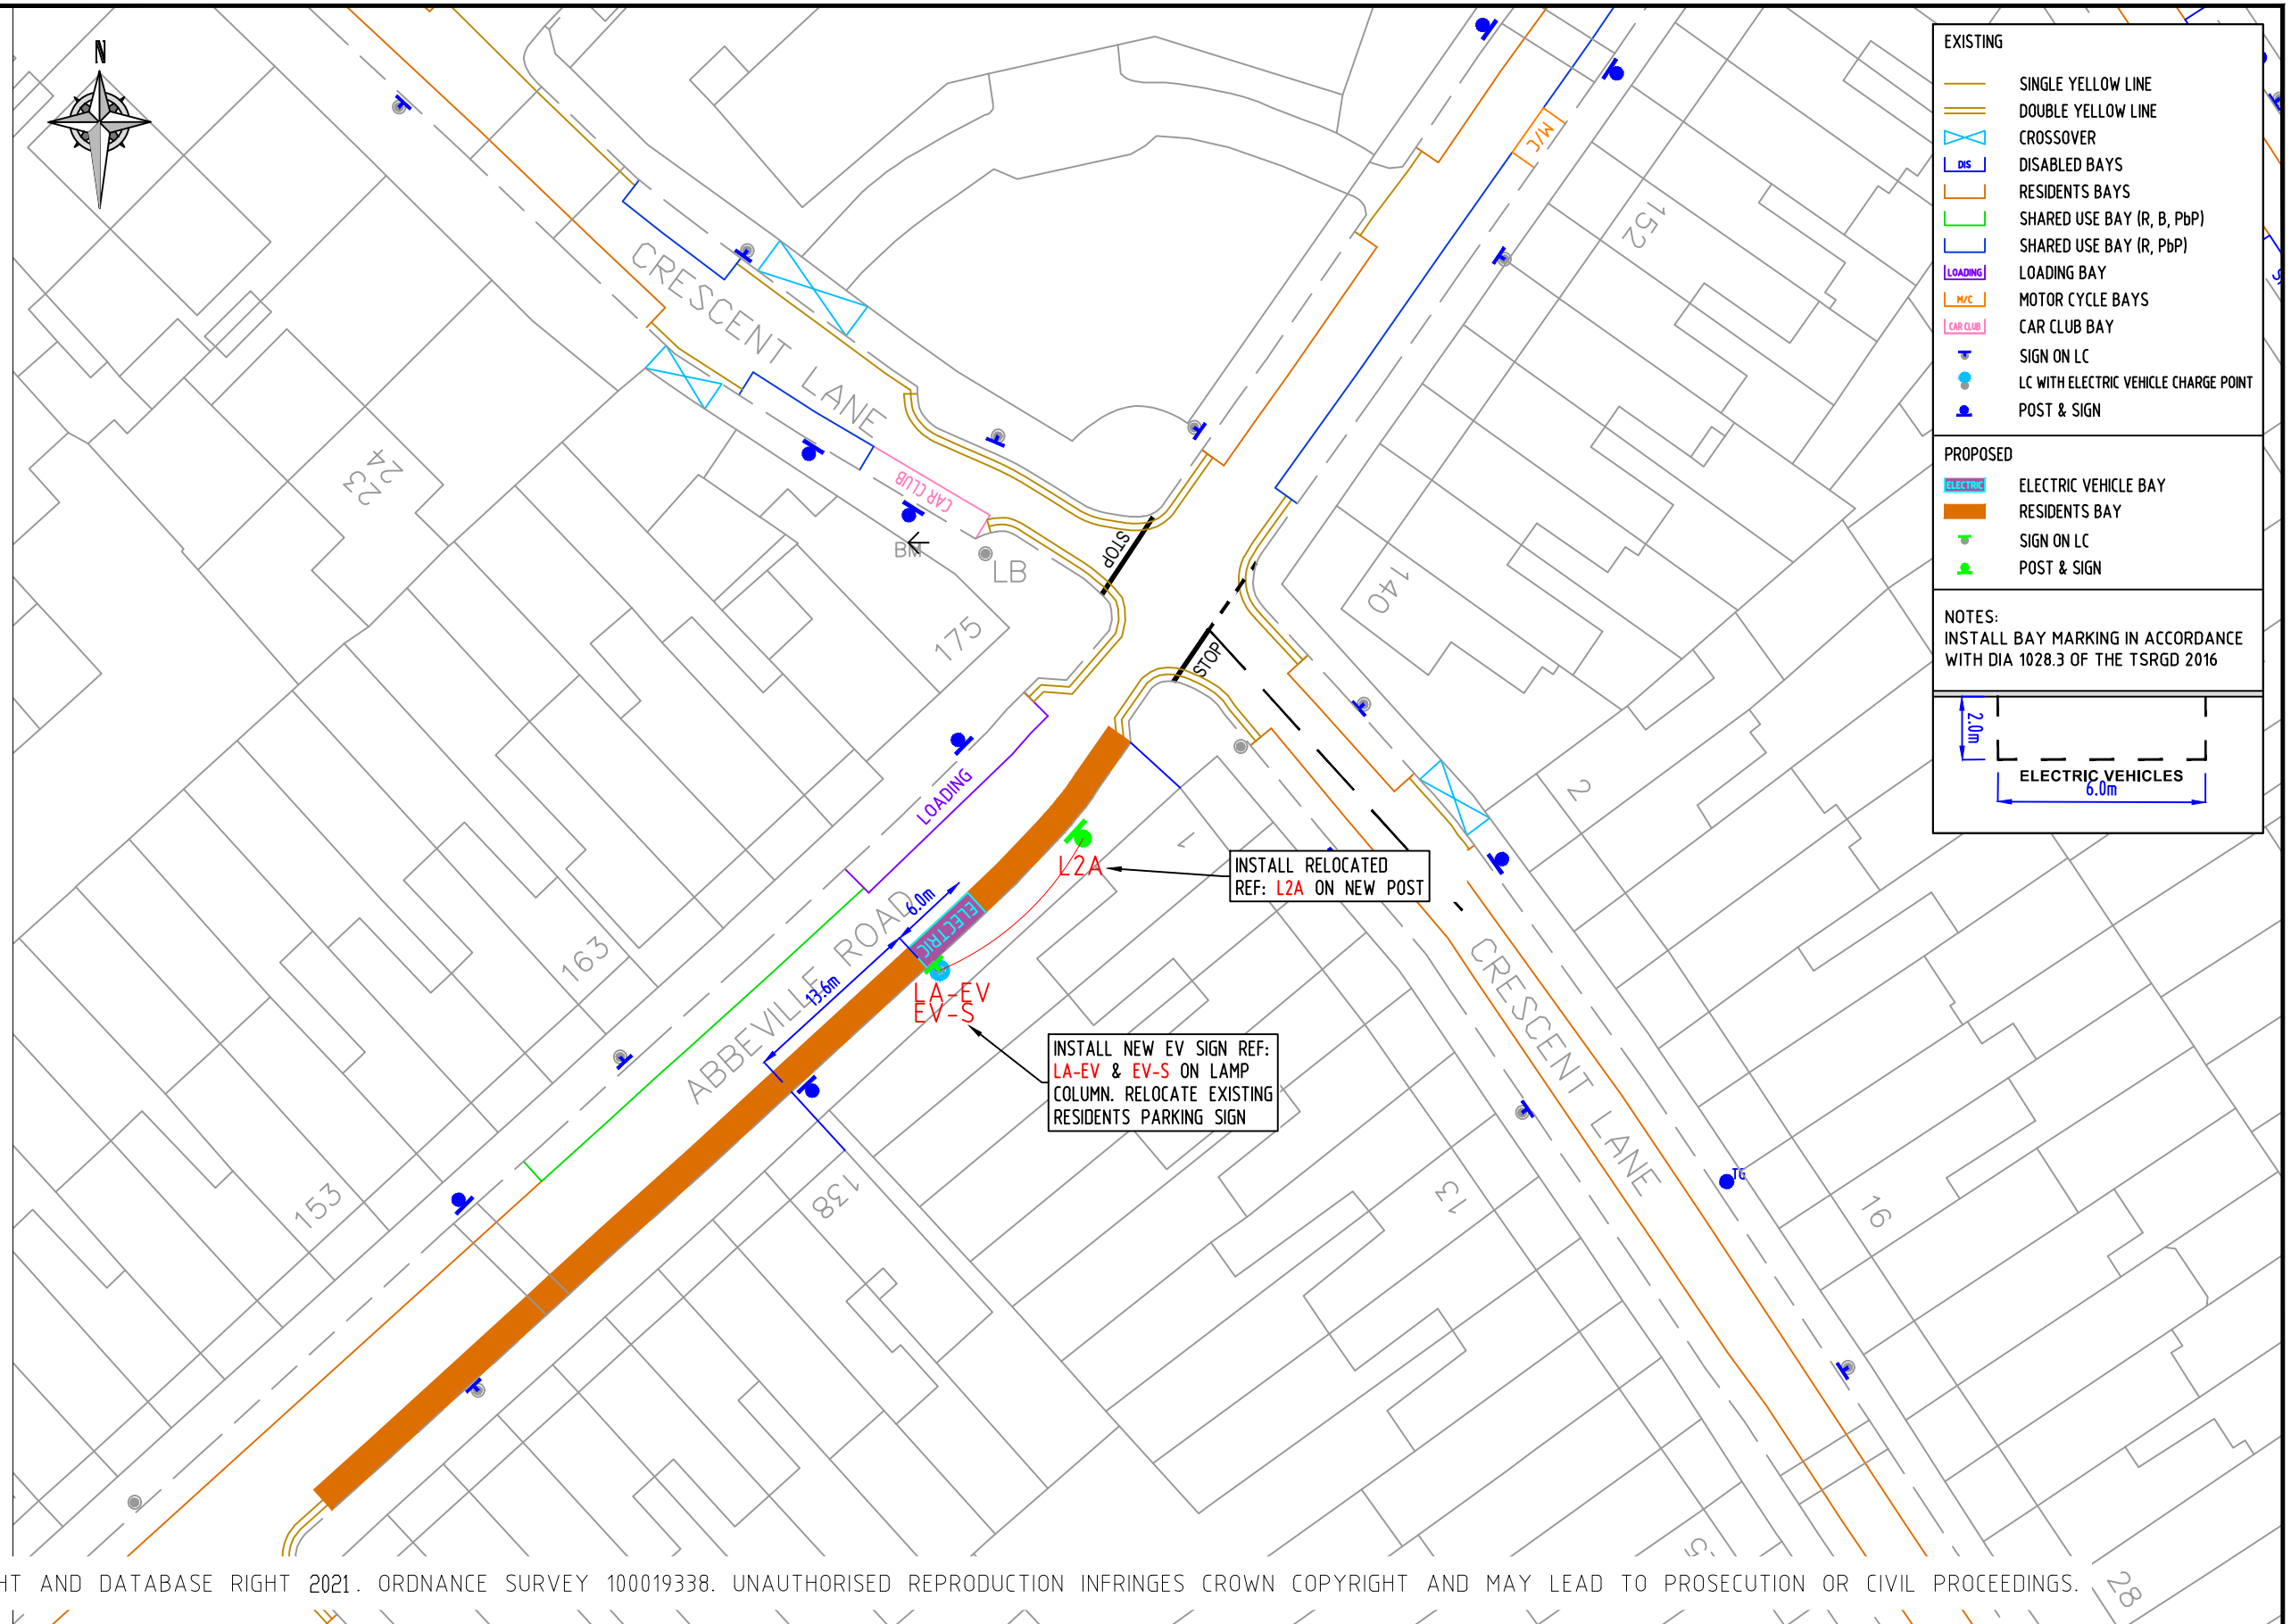 N
CRESCENT LANE
M/C
152
24
23
CAR CLUB
STOP
BM
LB
175
140
STOP
LOADING
2
1
L2A
INSTALL RELOCATED
REF: L2A ON NEW POST
6.0m
ELECTRIC
ABBEVILLE ROAD
163
13.6m
LA-EV
EV-S
INSTALL NEW EV SIGN REF:
LA-EV & EV-S ON LAMP
COLUMN. RELOCATE EXISTING
RESIDENTS PARKING SIGN
CRESCENT LANE
153
138
13
TG
16
28
EXISTING
SINGLE YELLOW LINE
DOUBLE YELLOW LINE
CROSSOVER
DIS DISABLED BAYS
RESIDENTS BAYS
SHARED USE BAY (R, B, PbP)
SHARED USE BAY (R, PbP)
LOADING LOADING BAY
M/C MOTOR CYCLE BAYS
CAR CLUB CAR CLUB BAY
SIGN ON LC
LC WITH ELECTRIC VEHICLE CHARGE POINT
POST & SIGN
PROPOSED
ELECTRIC ELECTRIC VEHICLE BAY
RESIDENTS BAY
SIGN ON LC
POST & SIGN
NOTES:
INSTALL BAY MARKING IN ACCORDANCE
WITH DIA 1028.3 OF THE TSRGD 2016
2.0m
ELECTRIC VEHICLES
6.0m
HT AND DATABASE RIGHT 2021. ORDNANCE SURVEY 100019338. UNAUTHORISED REPRODUCTION INFRINGES CROWN COPYRIGHT AND MAY LEAD TO PROSECUTION OR CIVIL PROCEEDINGS.